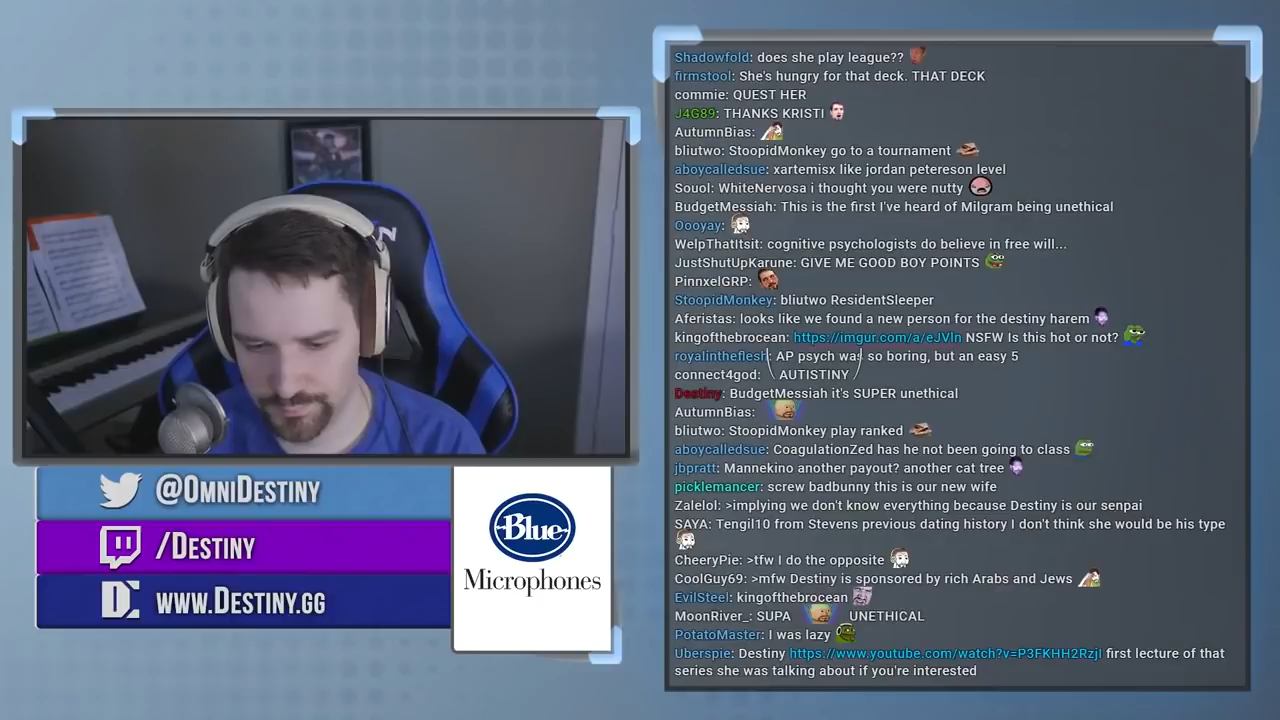 N
@OmniDestiny
/Destiny
www.Destiny.gg
Blue
Microphones
Shadowfold: does she play league??
firmstool: She's hungry for that deck. THAT DECK
commie: QUEST HER
J4G89: THANKS KRISTI
AutumnBias:
bliutwo: StoopidMonkey go to a tournament
aboycalledsue: xartemisx like jordan petereson level
Souol: WhiteNervosa i thought you were nutty
BudgetMessiah: This is the first I've heard of Milgram being unethical
Oooyay:
WelpThatItsit: cognitive psychologists do believe in free will...
JustShutUpKarune: GIVE ME GOOD BOY POINTS
PinnxelGRP:
StoopidMonkey: bliutwo ResidentSleeper
Aferistas: looks like we found a new person for the destiny harem
kingofthebrocean: https://imgur.com/a/eJVln NSFW Is this hot or not?
royalintheflesh: AP psych was so boring, but an easy 5
connect4god: AUTISTINY
Destiny: BudgetMessiah it's SUPER unethical
AutumnBias:
bliutwo: StoopidMonkey play ranked
aboycalledsue: CoagulationZed has he not been going to class
jbpratt: Mannekino another payout? another cat tree
picklemancer: screw badbunny this is our new wife
Zalelol: >implying we don't know everything because Destiny is our senpai
SAYA: Tengil10 from Stevens previous dating history I don't think she would be his type
CheeryPie: >tfw I do the opposite
CoolGuy69: >mfw Destiny is sponsored by rich Arabs and Jews
EvilSteel: kingofthebrocean
MoonRiver_: SUPA UNETHICAL
PotatoMaster: I was lazy
Uberspie: Destiny https://www.youtube.com/watch?v=P3FKHH2RzjI first lecture of that
series she was talking about if you're interested